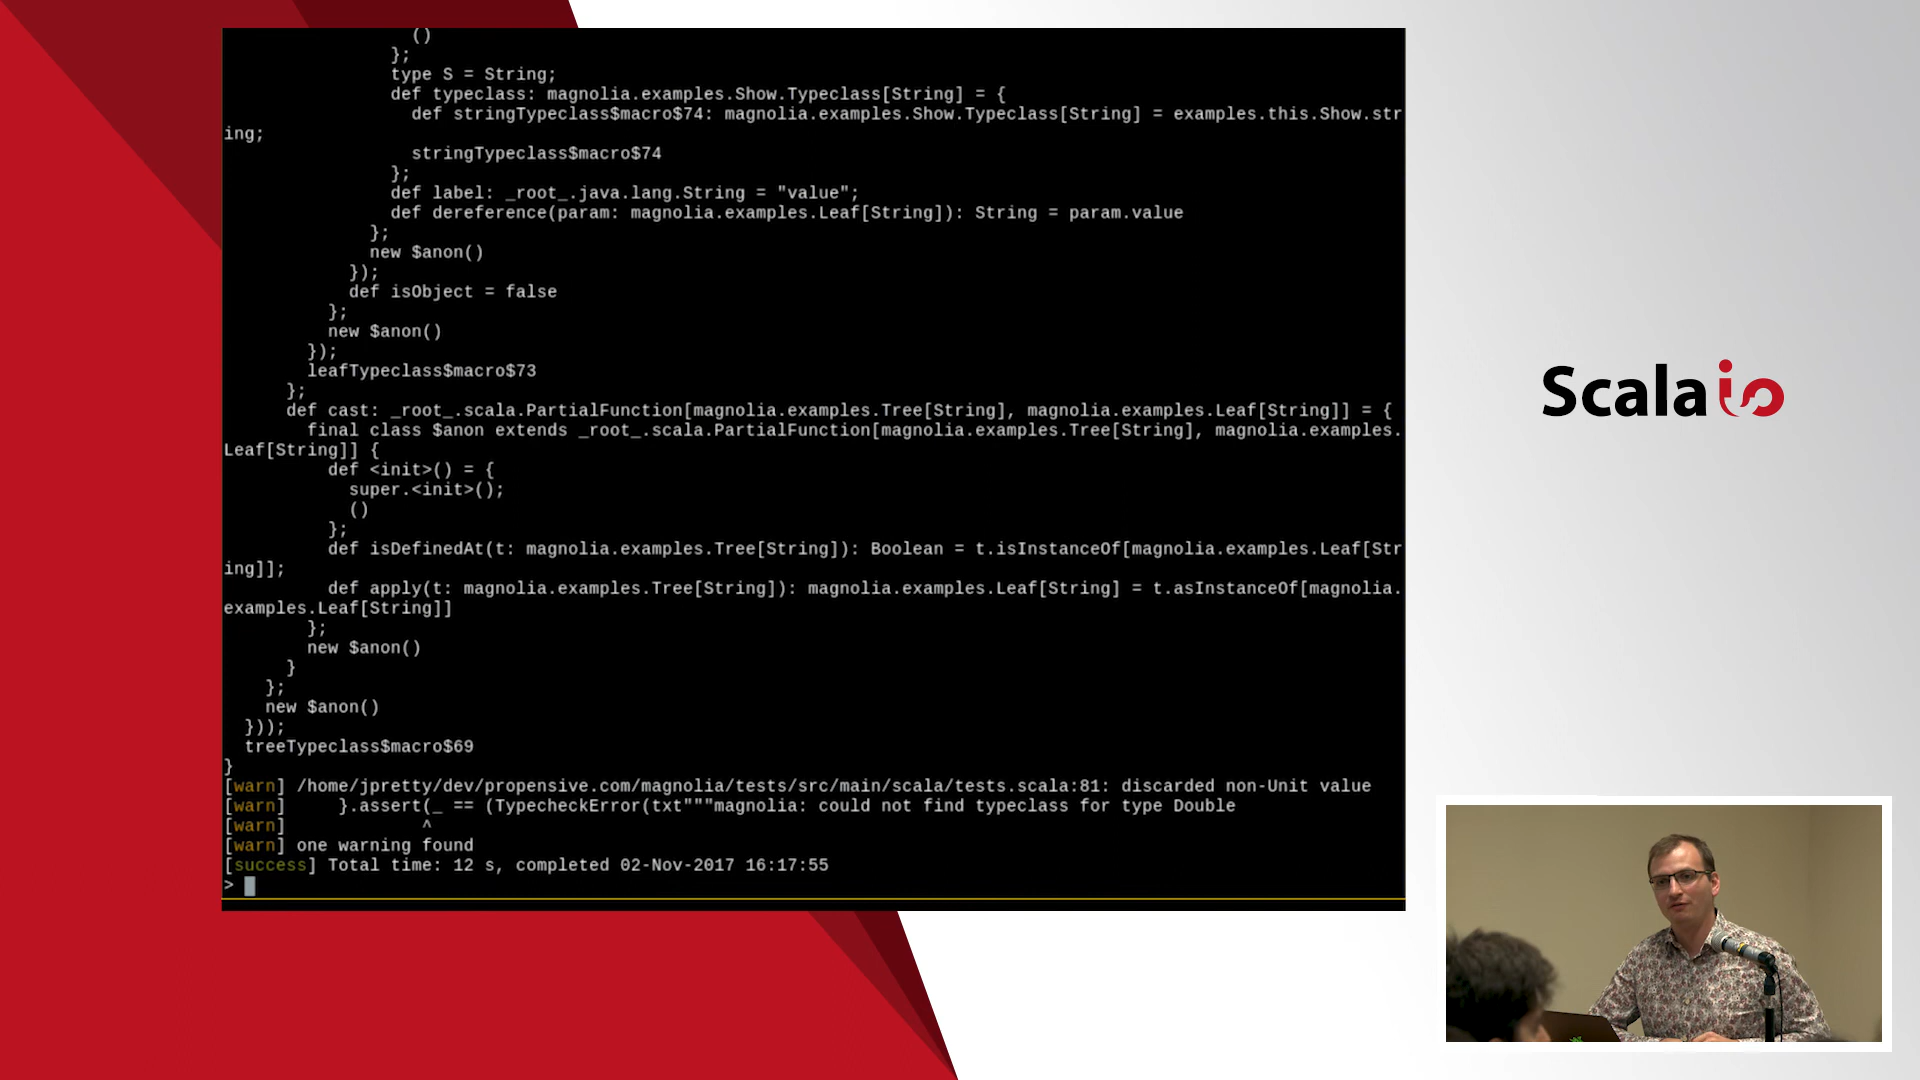 ()
};
type S = String;
def typeclass: magnolia.examples.Show.Typeclass[String] = {
def stringTypeclass$macro$74: magnolia.examples.Show.Typeclass[String] = examples.this.Show.str
ing;
stringTypeclass$macro$74
};
def label: _root_.java.lang.String = "value";
def dereference(param: magnolia.examples.Leaf[String]): String = param.value
};
new $anon()
});
def isObject = false
};
new $anon()
});
leafTypeclass$macro$73
};
def cast: _root_.scala.PartialFunction[magnolia.examples.Tree[String], magnolia.examples.Leaf[String]] = {
final class $anon extends _root_.scala.PartialFunction[magnolia.examples.Tree[String], magnolia.examples.
Leaf[String]] {
def <init>() = {
super.<init>();
()
};
def isDefinedAt(t: magnolia.examples.Tree[String]): Boolean = t.isInstanceOf[magnolia.examples.Leaf[Str
ing]];
def apply(t: magnolia.examples.Tree[String]): magnolia.examples.Leaf[String] = t.asInstanceOf[magnolia.
examples.Leaf[String]]
};
new $anon()
}
};
new $anon()
}));
treeTypeclass$macro$69
}
[warn] /home/jpretty/dev/propensive.com/magnolia/tests/src/main/scala/tests.scala:81: discarded non-Unit value
[warn]     }.assert(_ == (TypecheckError(txt"""magnolia: could not find typeclass for type Double
[warn]             ^
[warn] one warning found
[success] Total time: 12 s, completed 02-Nov-2017 16:17:55
>
Scala io